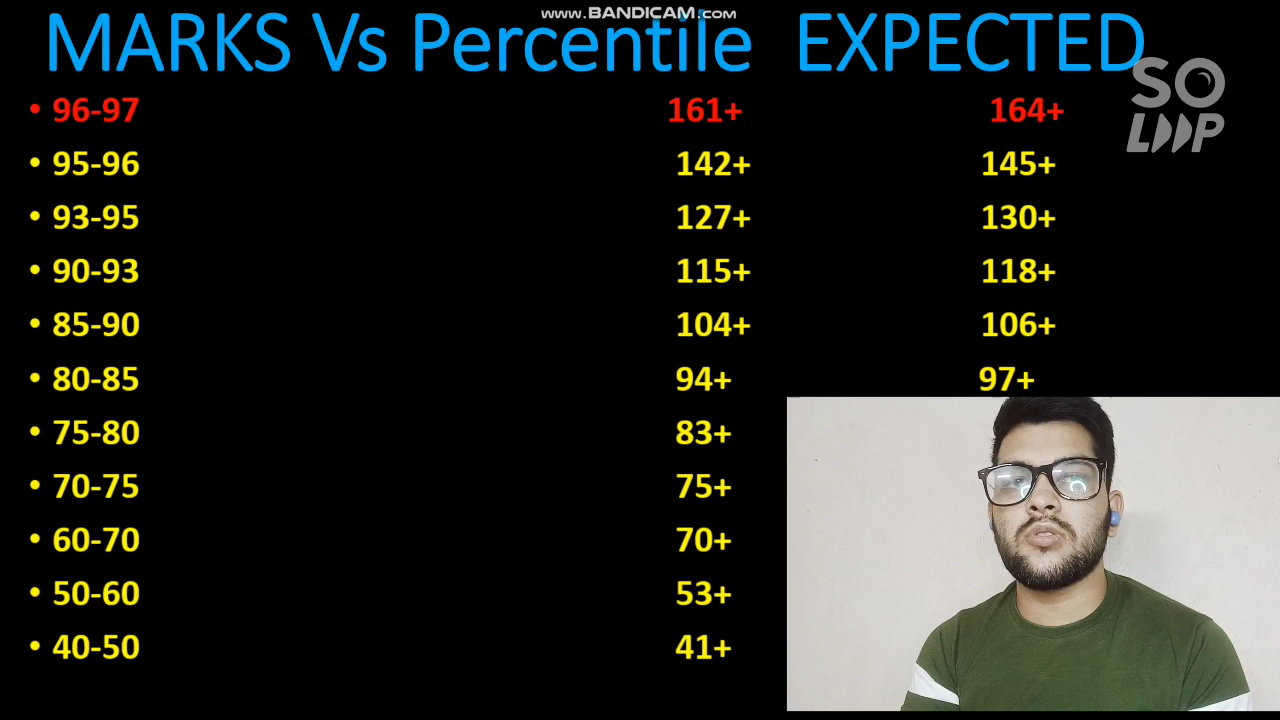 WWW.BANDICAM.COM
MARKS Vs Percentile EXPECTED
SO
LOOP
• 96-97 161+ 164+
• 95-96 142+ 145+
• 93-95 127+ 130+
• 90-93 115+ 118+
• 85-90 104+ 106+
• 80-85 94+ 97+
• 75-80 83+
• 70-75 75+
• 60-70 70+
• 50-60 53+
• 40-50 41+